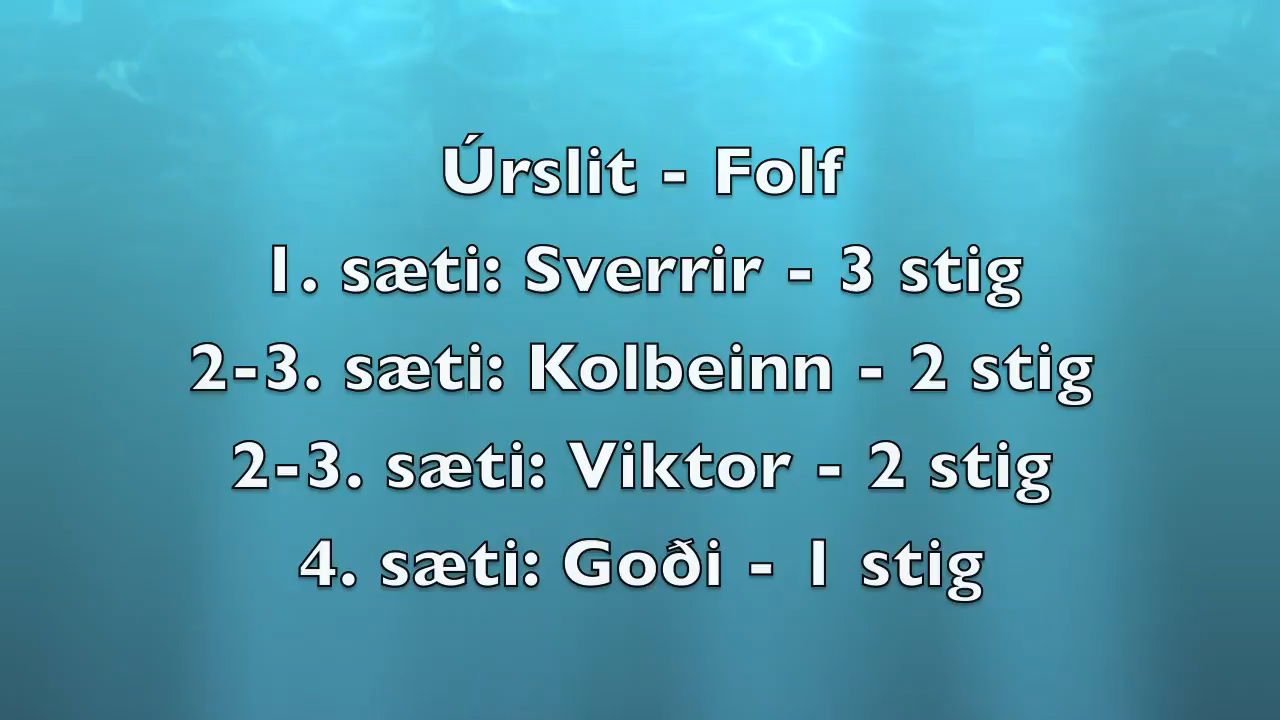 Úrslit - Folf
1. sæti: Sverrir - 3 stig
2-3. sæti: Kolbeinn - 2 stig
2-3. sæti: Viktor - 2 stig
4. sæti: Goði - 1 stig